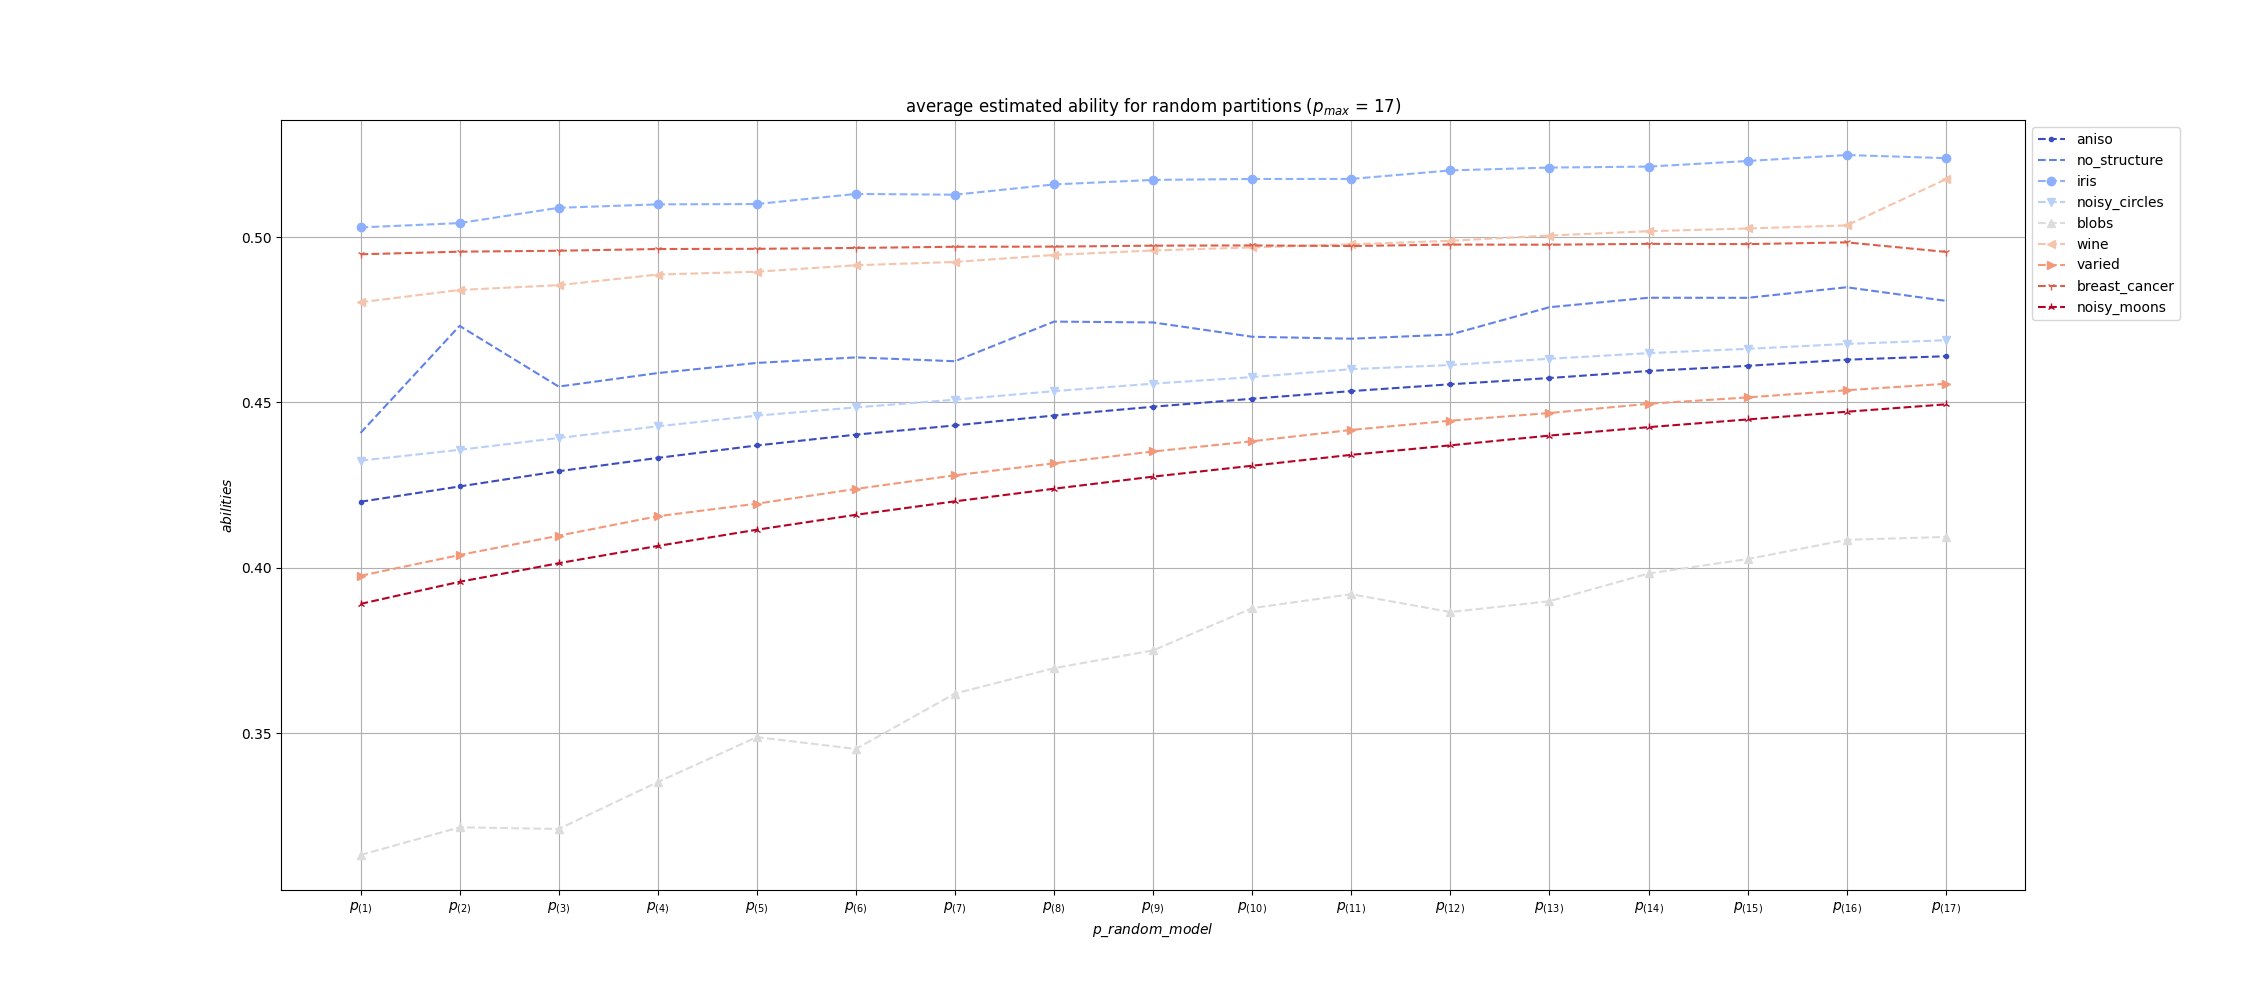 average estimated ability for random partitions (p_max = 17)
aniso
no_structure
iris
noisy_circles
blobs
wine
varied
breast_cancer
noisy_moons
0.50
0.45
0.40
0.35
abilities
p(1) p(2) p(3) p(4) p(5) p(6) p(7) p(8) p(9) p(10) p(11) p(12) p(13) p(14) p(15) p(16) p(17)
p_random_model